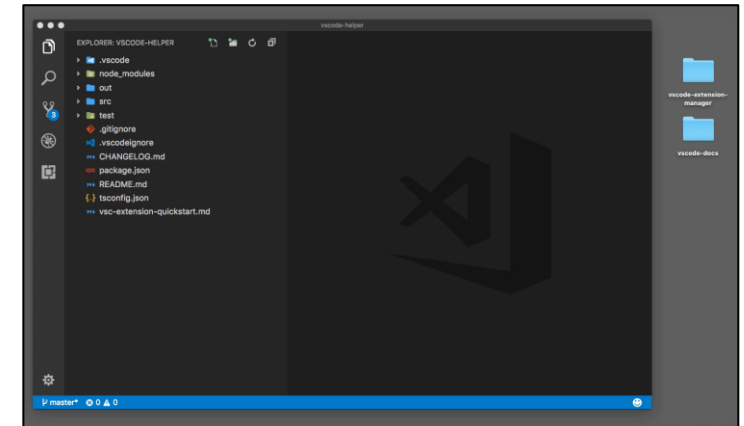 vscode-helper
EXPLORER: VSCODE-HELPER
.vscode
node_modules
out
src
test
.gitignore
.vscodeignore
CHANGELOG.md
package.json
README.md
{.} tsconfig.json
vsc-extension-quickstart.md
3
master* 0 0
vscode-extension-
manager
vscode-docs